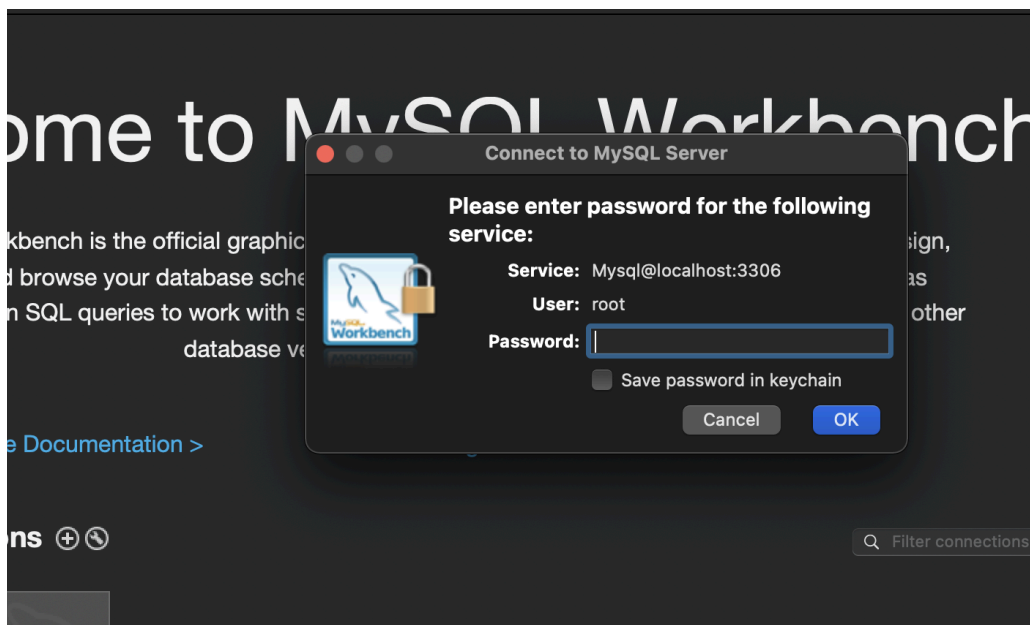 ome to MySQL Workbench
Connect to MySQL Server
Please enter password for the following
service:
kbench is the official graphic
sign,
d browse your database sche
as
n SQL queries to work with s
other
database ve
Service: Mysql@localhost:3306
User: root
Password:
MySQL
Workbench
Save password in keychain
Cancel
OK
e Documentation >
ons
Filter connections